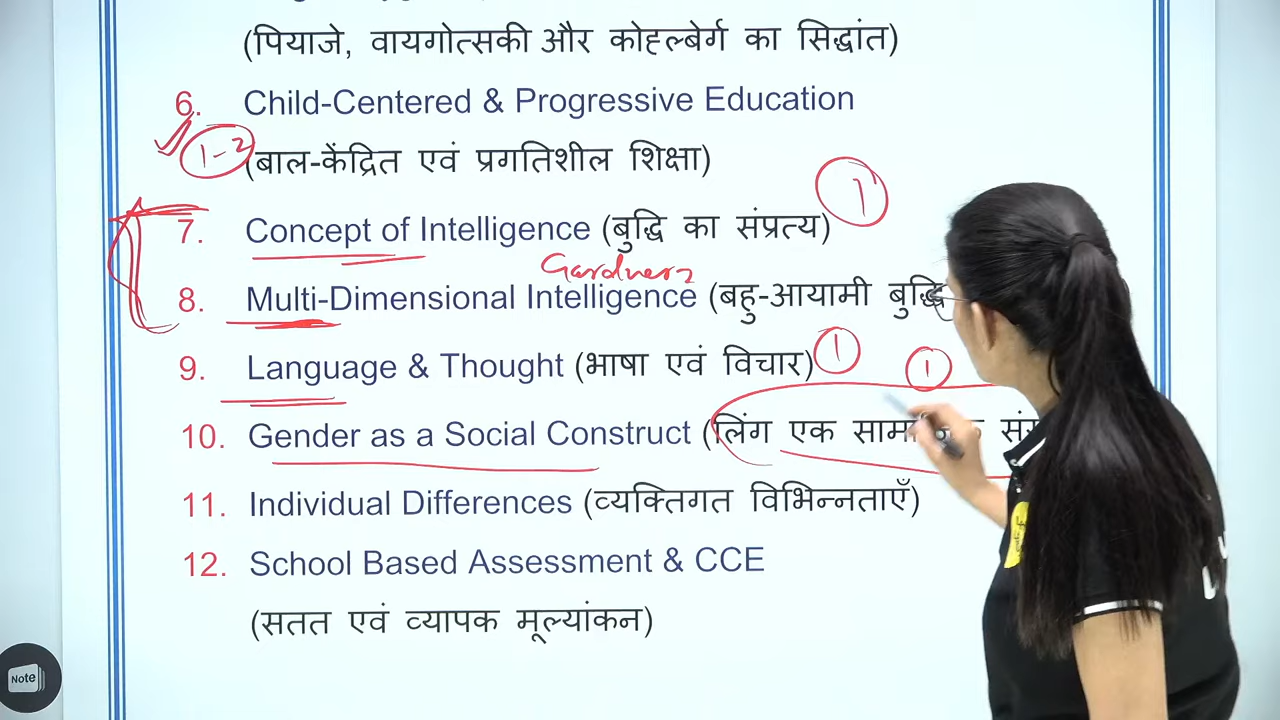 (पियाजे, वायगोत्सकी और कोहल्बेर्ग का सिद्धांत)
6. Child-Centered & Progressive Education
1-2
(बाल-केंद्रित एवं प्रगतिशील शिक्षा)
1
7. Concept of Intelligence (बुद्धि का संप्रत्य)
Gardner
8. Multi-Dimensional Intelligence (बहु-आयामी बुद्धि
9. Language & Thought (भाषा एवं विचार) 1 1
10. Gender as a Social Construct (लिंग एक
11. Individual Differences (व्यक्तिगत विभिन्नताएँ)
12. School Based Assessment & CCE
(सतत एवं व्यापक मूल्यांकन)
Note